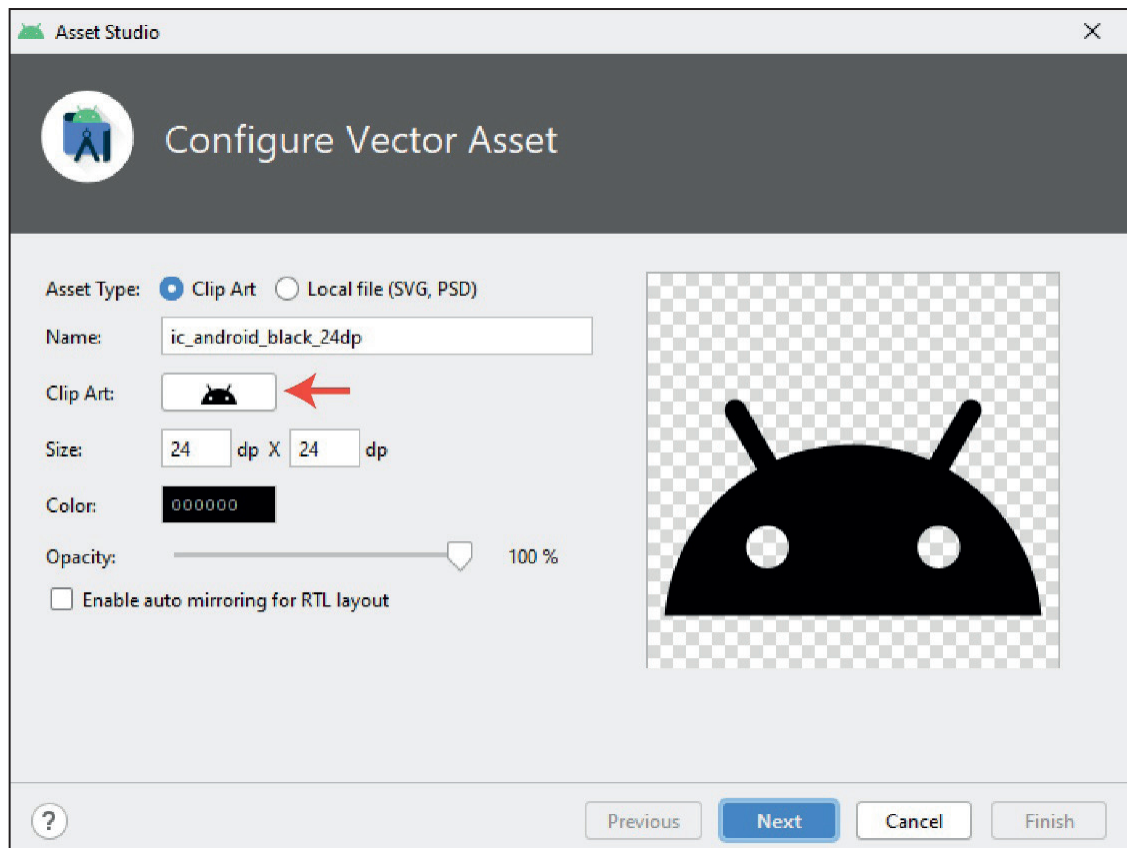 Asset Studio
Configure Vector Asset
Asset Type: Clip Art Local file (SVG, PSD)
Name: ic_android_black_24dp
Clip Art:
Size: 24 dp X 24 dp
Color: 000000
Opacity: 100 %
Enable auto mirroring for RTL layout
? Previous Next Cancel Finish